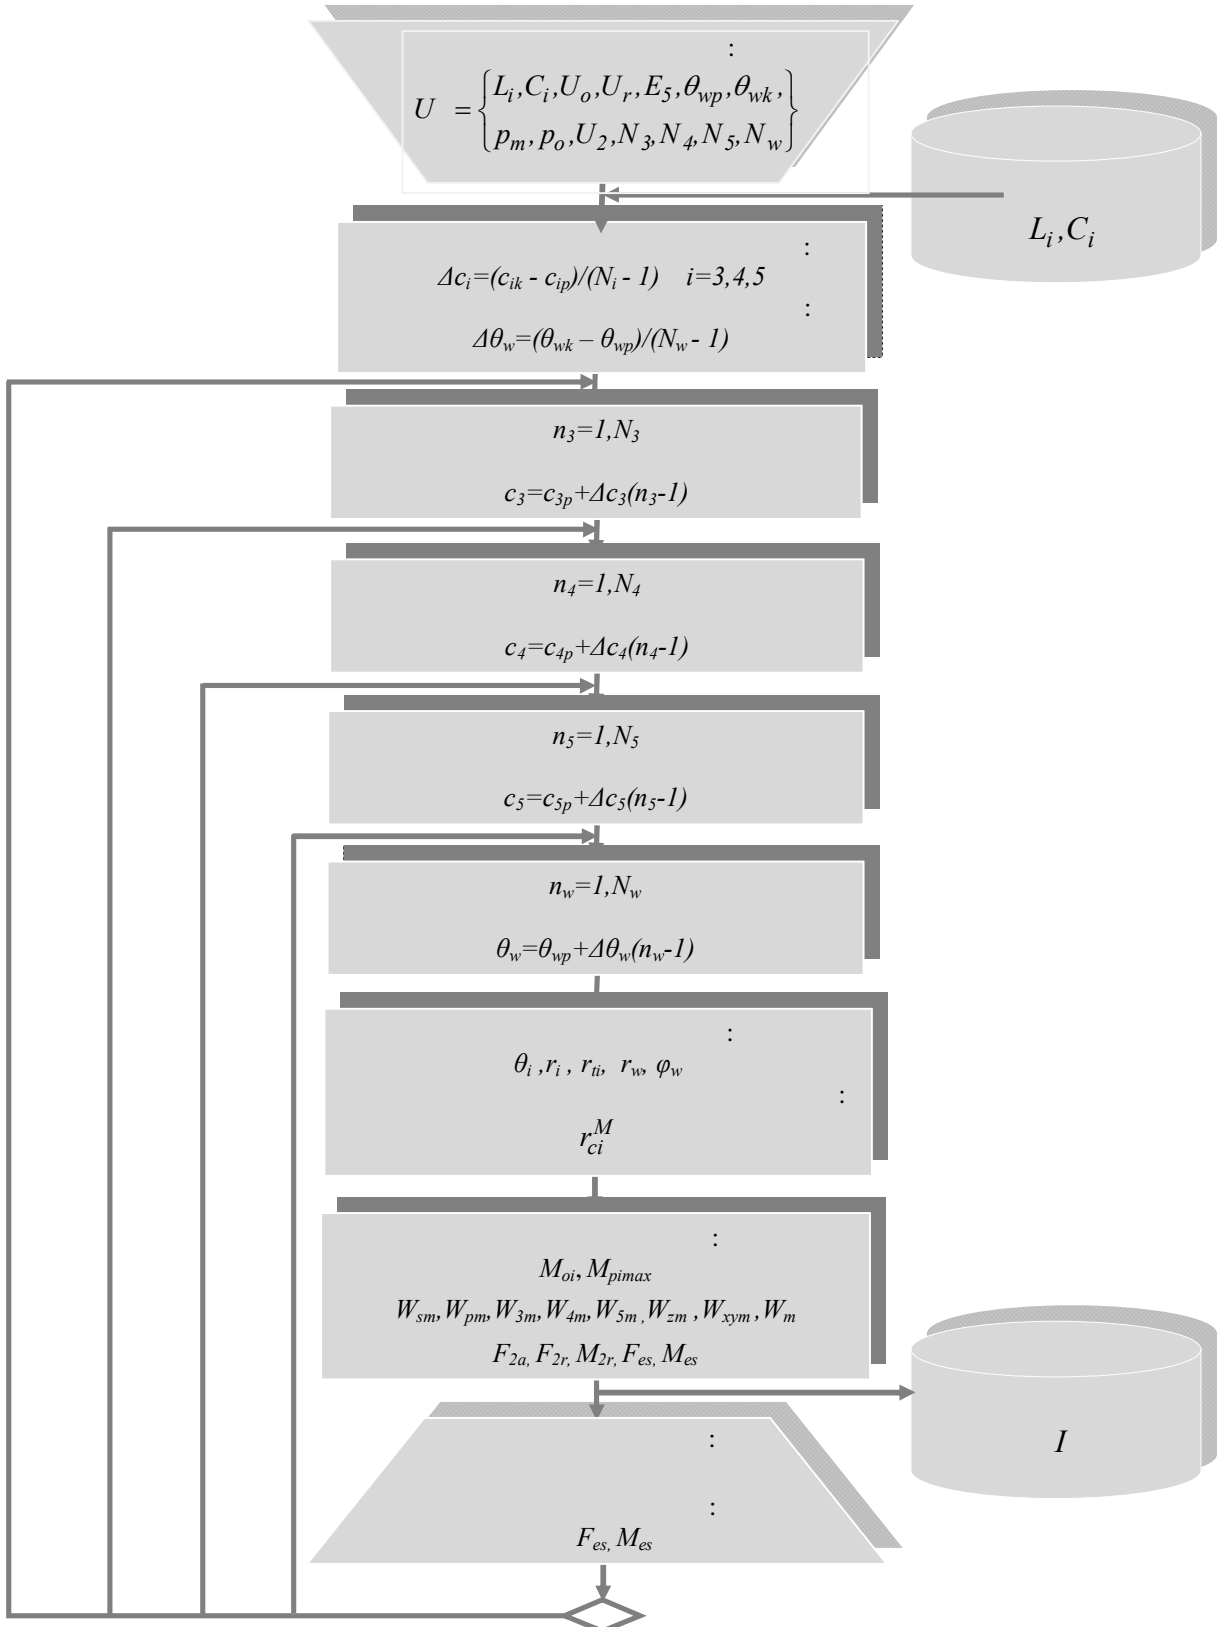 :
U = {L_i, C_i, U_o, U_r, E_5, θ_wp, θ_wk,
p_m, p_o, U_2, N_3, N_4, N_5, N_w}
L_i, C_i
:
Δc_i=(c_ik - c_ip)/(N_i - 1) i=3,4,5
:
Δθ_w=(θ_wk – θ_wp)/(N_w - 1)
n_3=1,N_3
c_3=c_3p+Δc_3(n_3-1)
n_4=1,N_4
c_4=c_4p+Δc_4(n_4-1)
n_5=1,N_5
c_5=c_5p+Δc_5(n_5-1)
n_w=1,N_w
θ_w=θ_wp+Δθ_w(n_w-1)
:
θ_i ,r_i , r_ti, r_w, φ_w
:
r_ci^M
:
M_oi, M_pimax
W_sm, W_pm, W_3m, W_4m, W_5m , W_zm , W_xym , W_m
F_2a, F_2r, M_2r, F_es, M_es
I
:
:
F_es, M_es